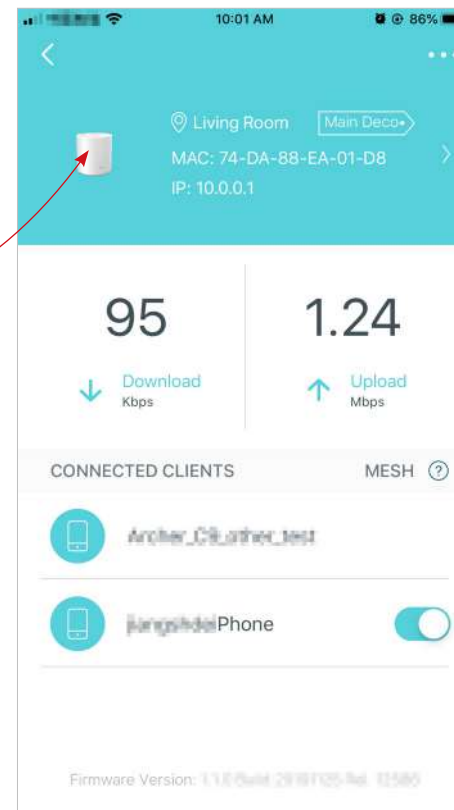 10:01 AM 86%
Living Room Main Deco
MAC: 74-DA-88-EA-01-D8
IP: 10.0.0.1
95 1.24
Download Upload
Kbps Mbps
CONNECTED CLIENTS MESH ?
Phone
Firmware Version: